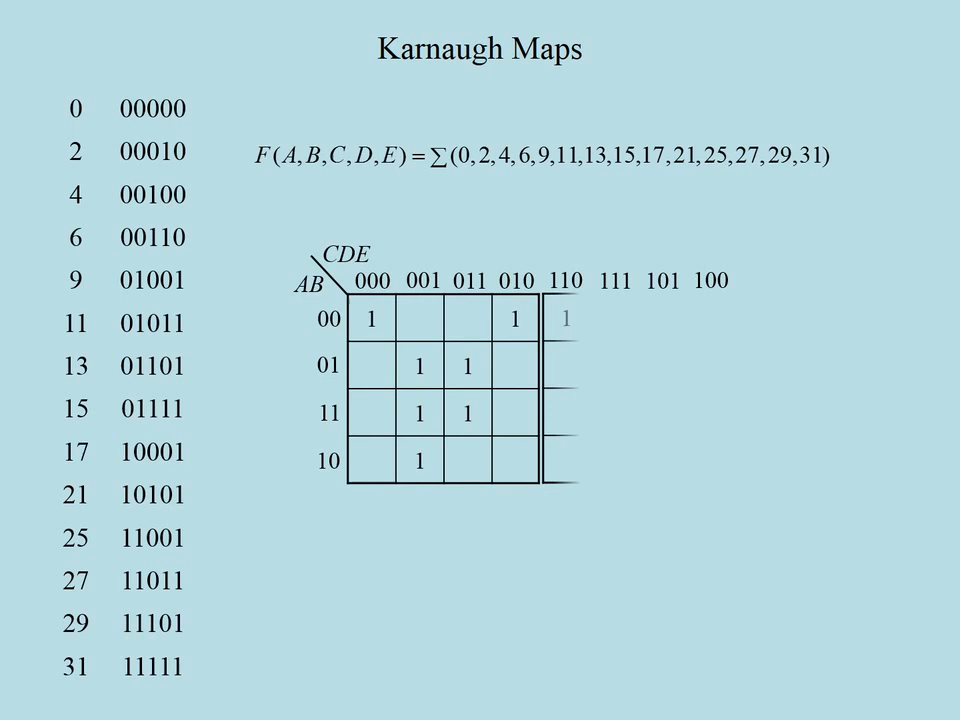 Karnaugh Maps
0 00000
2 00010
4 00100
6 00110
9 01001
11 01011
13 01101
15 01111
17 10001
21 10101
25 11001
27 11011
29 11101
31 11111
F(A,B,C,D,E) = ∑(0,2,4,6,9,11,13,15,17,21,25,27,29,31)
CDE
AB 000 001 011 010 110 111 101 100
00 1 1 1
01 1 1
11 1 1
10 1